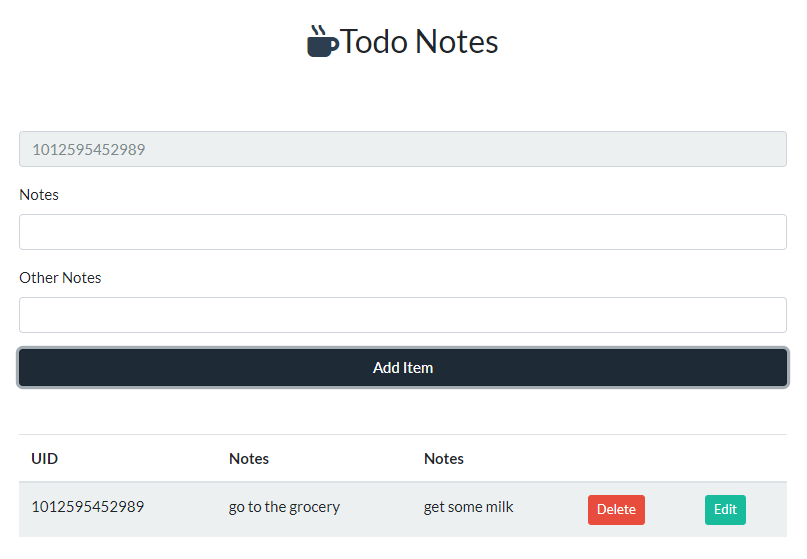 Todo Notes
1012595452989
Notes
Other Notes
Add Item
UID Notes Notes
1012595452989 go to the grocery get some milk Delete Edit